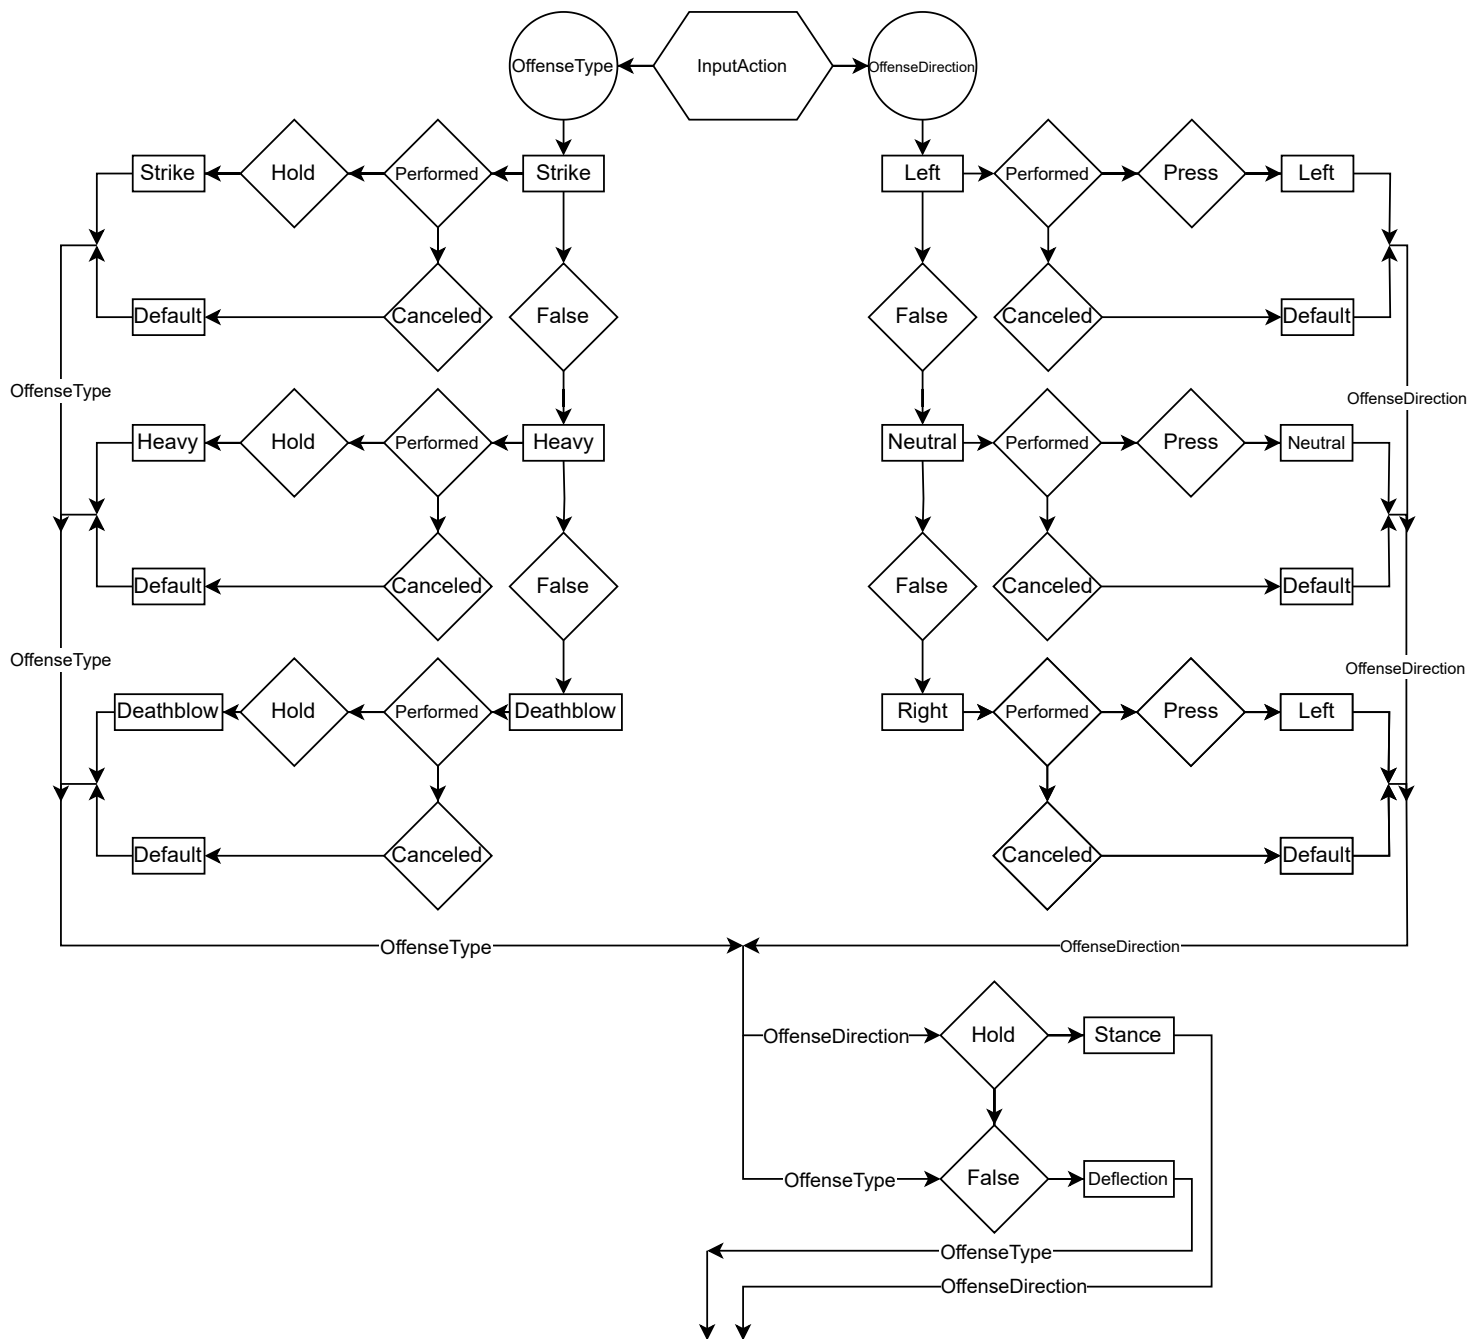 OffenseType
InputAction
OffenseDirection
Strike
Hold
Performed
Strike
Left
Performed
Press
Left
Default
Canceled
False
False
Canceled
Default
OffenseType
OffenseDirection
Heavy
Hold
Performed
Heavy
Neutral
Performed
Press
Neutral
Default
Canceled
False
False
Canceled
Default
OffenseType
OffenseDirection
Deathblow
Hold
Performed
Deathblow
Right
Performed
Press
Left
Default
Canceled
Canceled
Default
OffenseType
OffenseDirection
OffenseDirection
Hold
Stance
OffenseType
False
Deflection
OffenseType
OffenseDirection